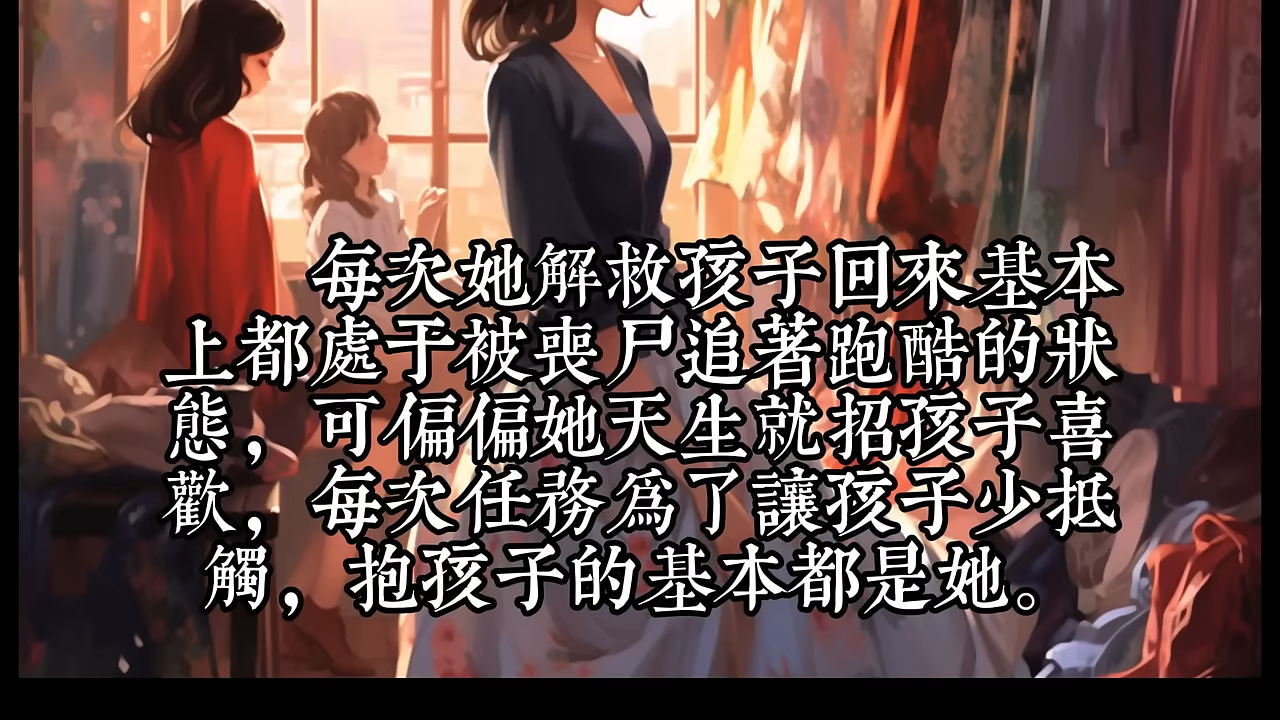 每次她解救孩子回來基本
上都處于被喪尸追著跑酷的狀
態，可偏偏她天生就招孩子喜
歡，每次任務爲了讓孩子少抵
觸，抱孩子的基本都是她。